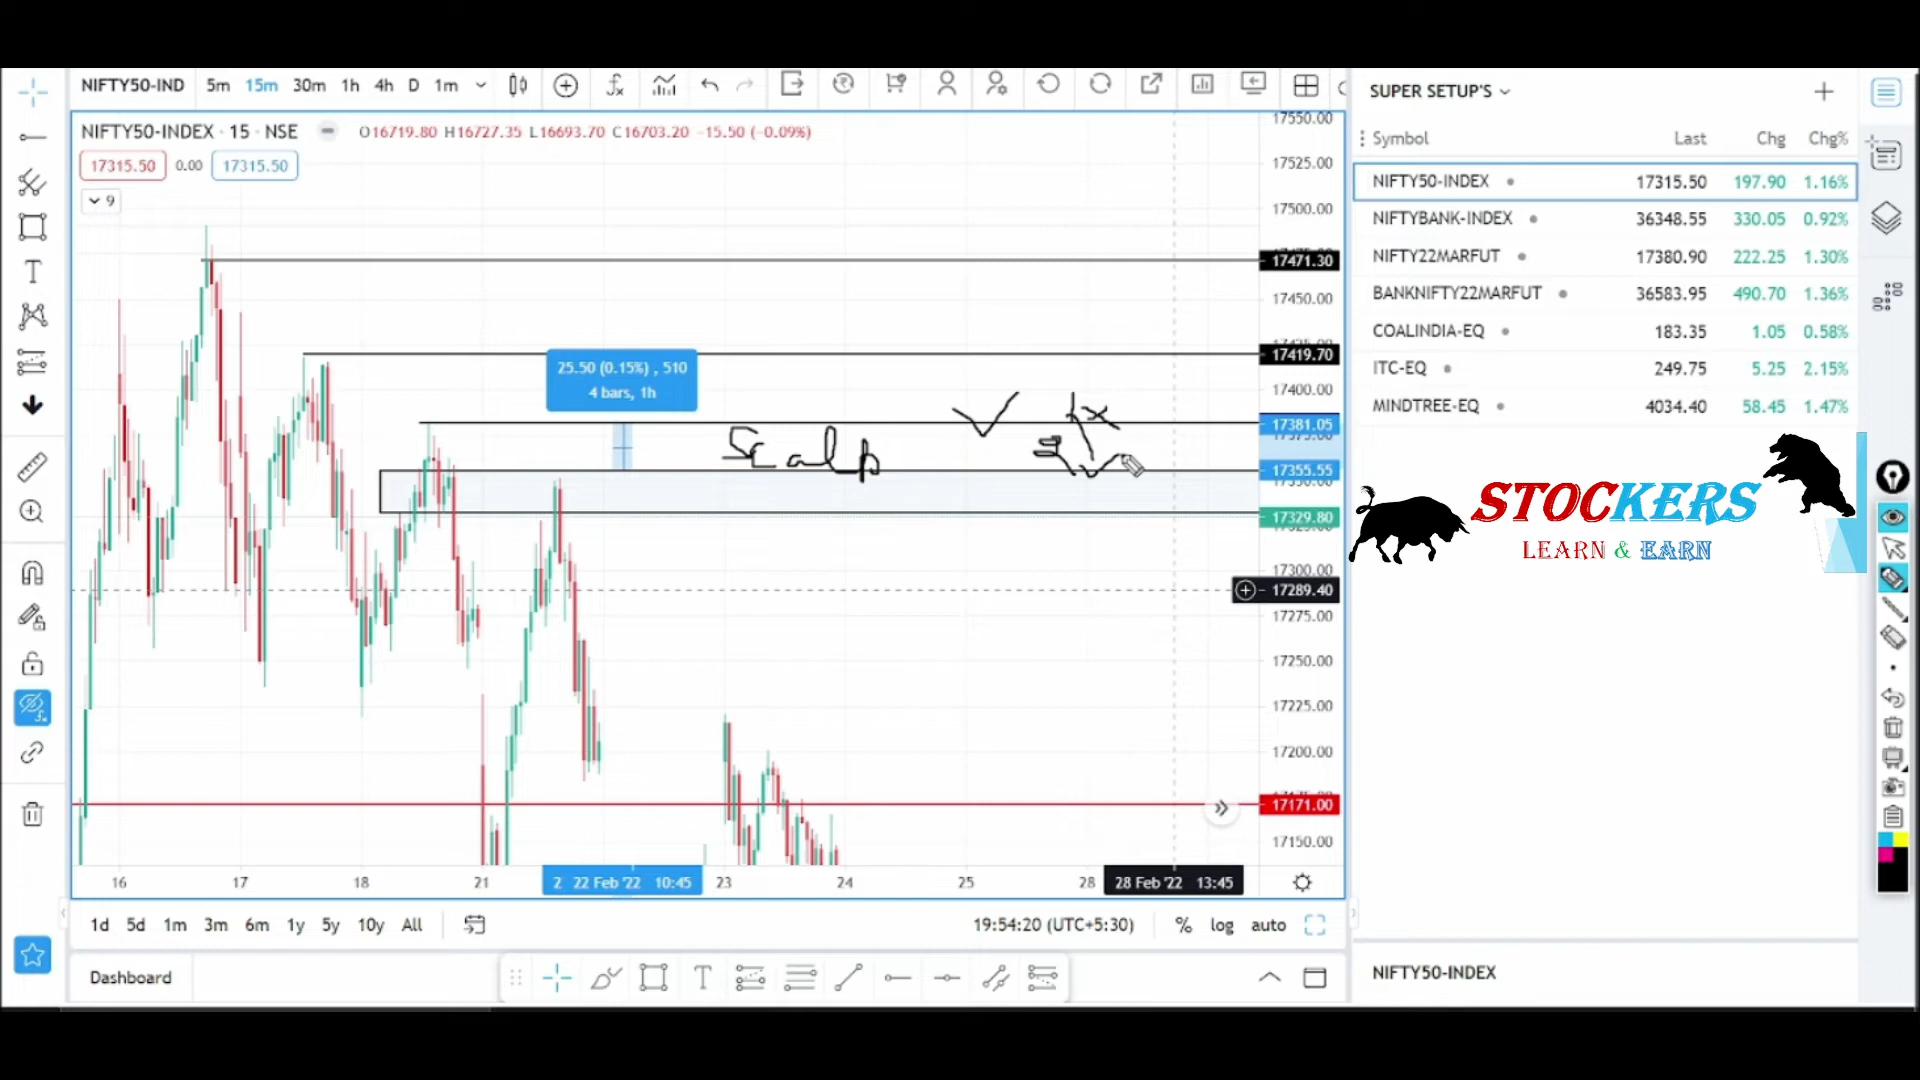 NIFTY50-IND 5m 15m 30m 1h 4h D 1m
NIFTY50-INDEX · 15 · NSE O16719.80 H16727.35 L16693.70 C16703.20 −15.50 (−0.09%)
17315.50 0.00 17315.50
9
17550.00
17525.00
17500.00
17471.30
17450.00
17419.70
17400.00
17381.05
17355.55
17329.80
17300.00
17289.40
17275.00
17250.00
17225.00
17200.00
17171.00
17150.00
25.50 (0.15%) , 510
4 bars, 1h
Scalp
16 17 18 21 2 22 Feb '22 10:45 23 24 25 28 28 Feb '22 13:45
1d 5d 1m 3m 6m 1y 5y 10y All 19:54:20 (UTC+5:30) % log auto
Dashboard
SUPER SETUP'S
Symbol Last Chg Chg%
NIFTY50-INDEX 17315.50 197.90 1.16%
NIFTYBANK-INDEX 36348.55 330.05 0.92%
NIFTY22MARFUT 17380.90 222.25 1.30%
BANKNIFTY22MARFUT 36583.95 490.70 1.36%
COALINDIA-EQ 183.35 1.05 0.58%
ITC-EQ 249.75 5.25 2.15%
MINDTREE-EQ 4034.40 58.45 1.47%
STOCKERS
LEARN & EARN
NIFTY50-INDEX